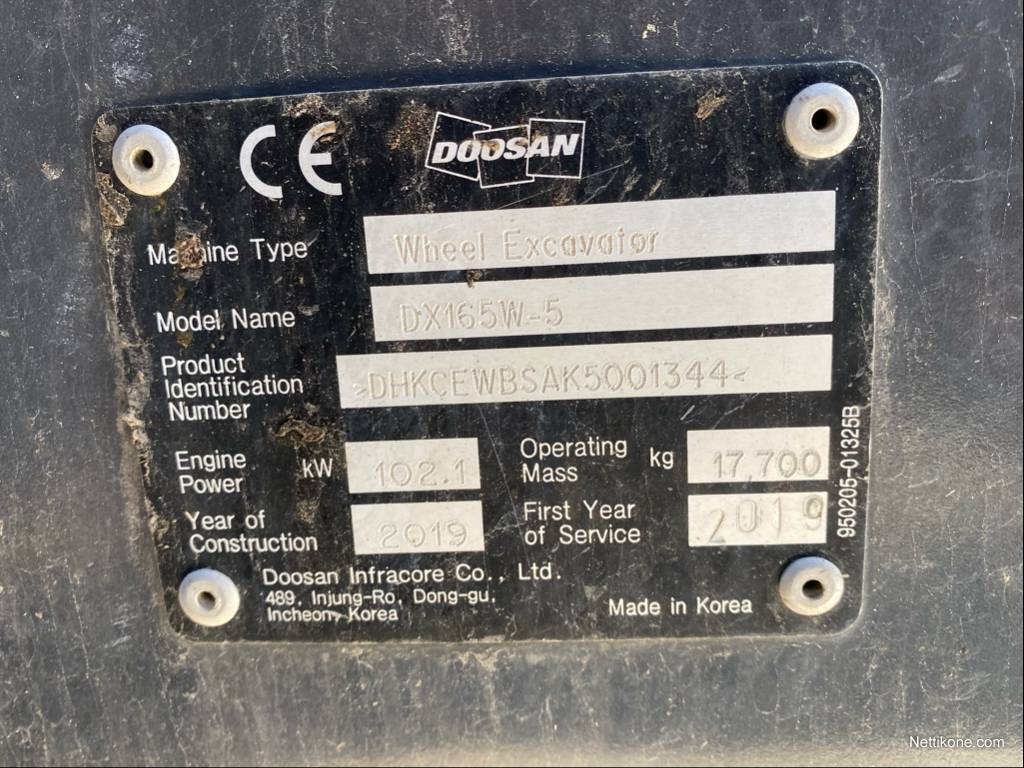 CE
DOOSAN
Machine Type Wheel Excavator
Model Name DX165W-5
Product
Identification
Number >DHKCEWBSAK5001344<
Engine
Power kW 102.1
Operating
Mass kg 17,700
Year of
Construction 2019
First Year
of Service 2019
Doosan Infracore Co., Ltd.
489, Injung-Ro, Dong-gu,
Incheon, Korea
Made in Korea
950205-01325B
Nettikone.com